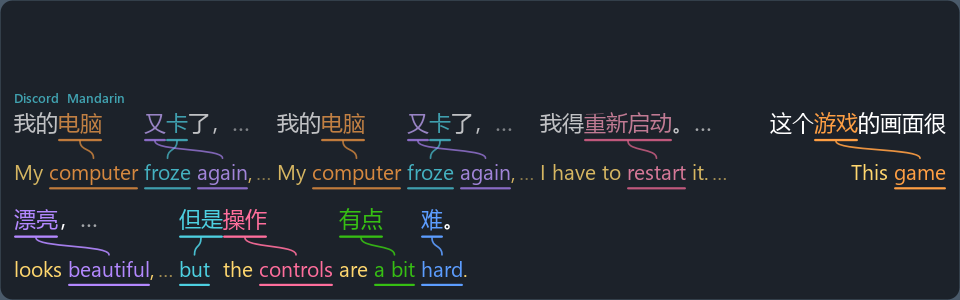 Discord Mandarin
我的电脑又卡了，… 我的电脑又卡了，… 我得重新启动。… 这个游戏的画面很
My computer froze again, … My computer froze again, … I have to restart it. … This game
漂亮，… 但是操作有点难。
looks beautiful, … but the controls are a bit hard.